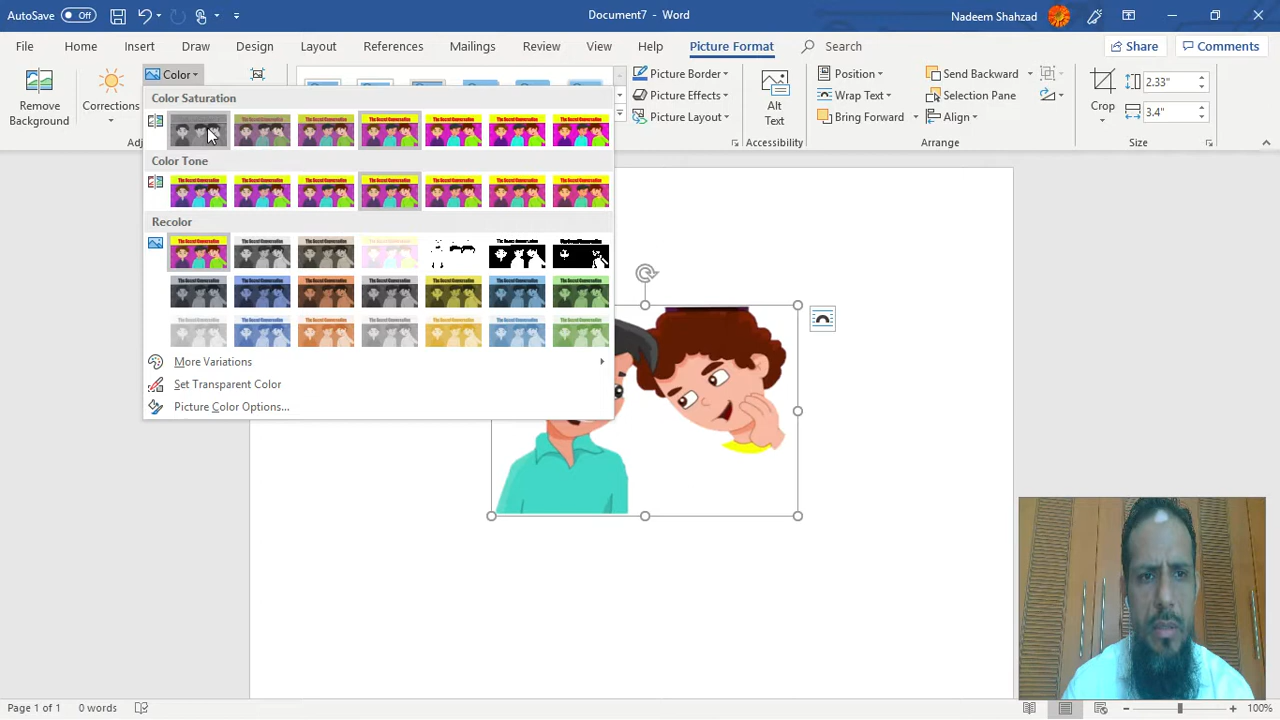 AutoSave Off Document7 - Word Nadeem Shahzad
File Home Insert Draw Design Layout References Mailings Review View Help Picture Format Search Share Comments
Remove Background
Corrections
Color
Picture Border
Picture Effects
Picture Layout
Alt Text
Accessibility
Position
Wrap Text
Bring Forward
Send Backward
Selection Pane
Align
Arrange
Crop
2.33"
3.4"
Size
Adj
Color Saturation
Color Tone
Recolor
More Variations
Set Transparent Color
Picture Color Options...
Page 1 of 1 0 words 100%